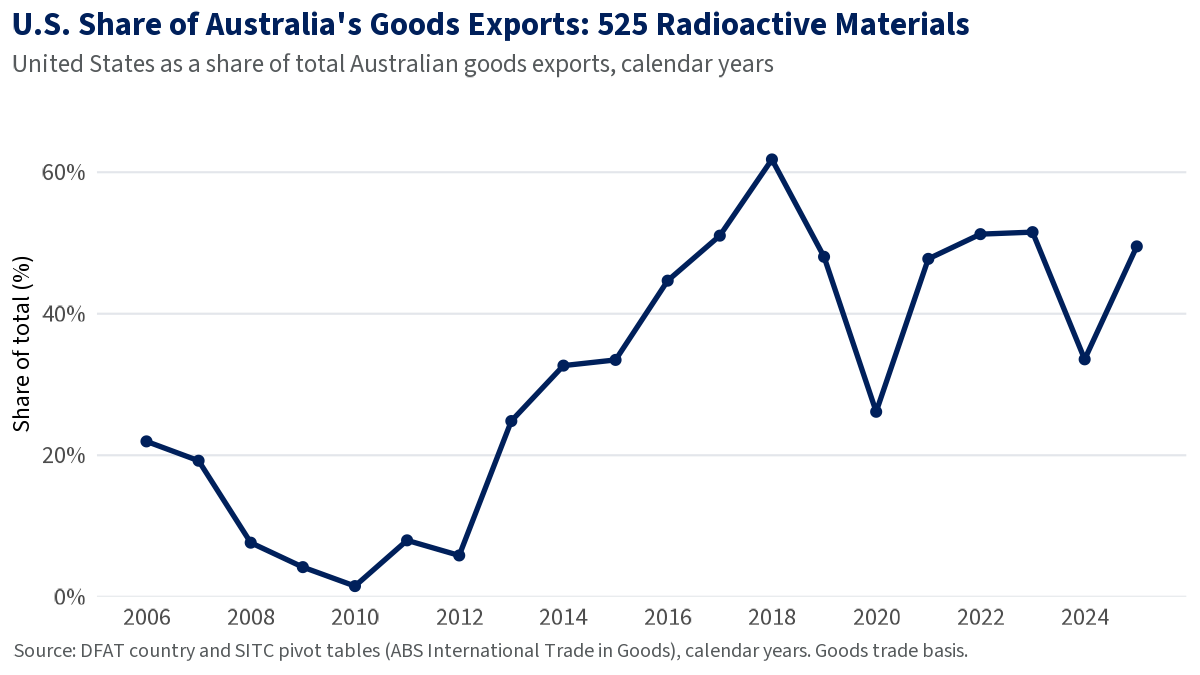 U.S. Share of Australia's Goods Exports: 525 Radioactive Materials
United States as a share of total Australian goods exports, calendar years
Share of total (%)
60%
40%
20%
0%
2006 2008 2010 2012 2014 2016 2018 2020 2022 2024
Source: DFAT country and SITC pivot tables (ABS International Trade in Goods), calendar years. Goods trade basis.